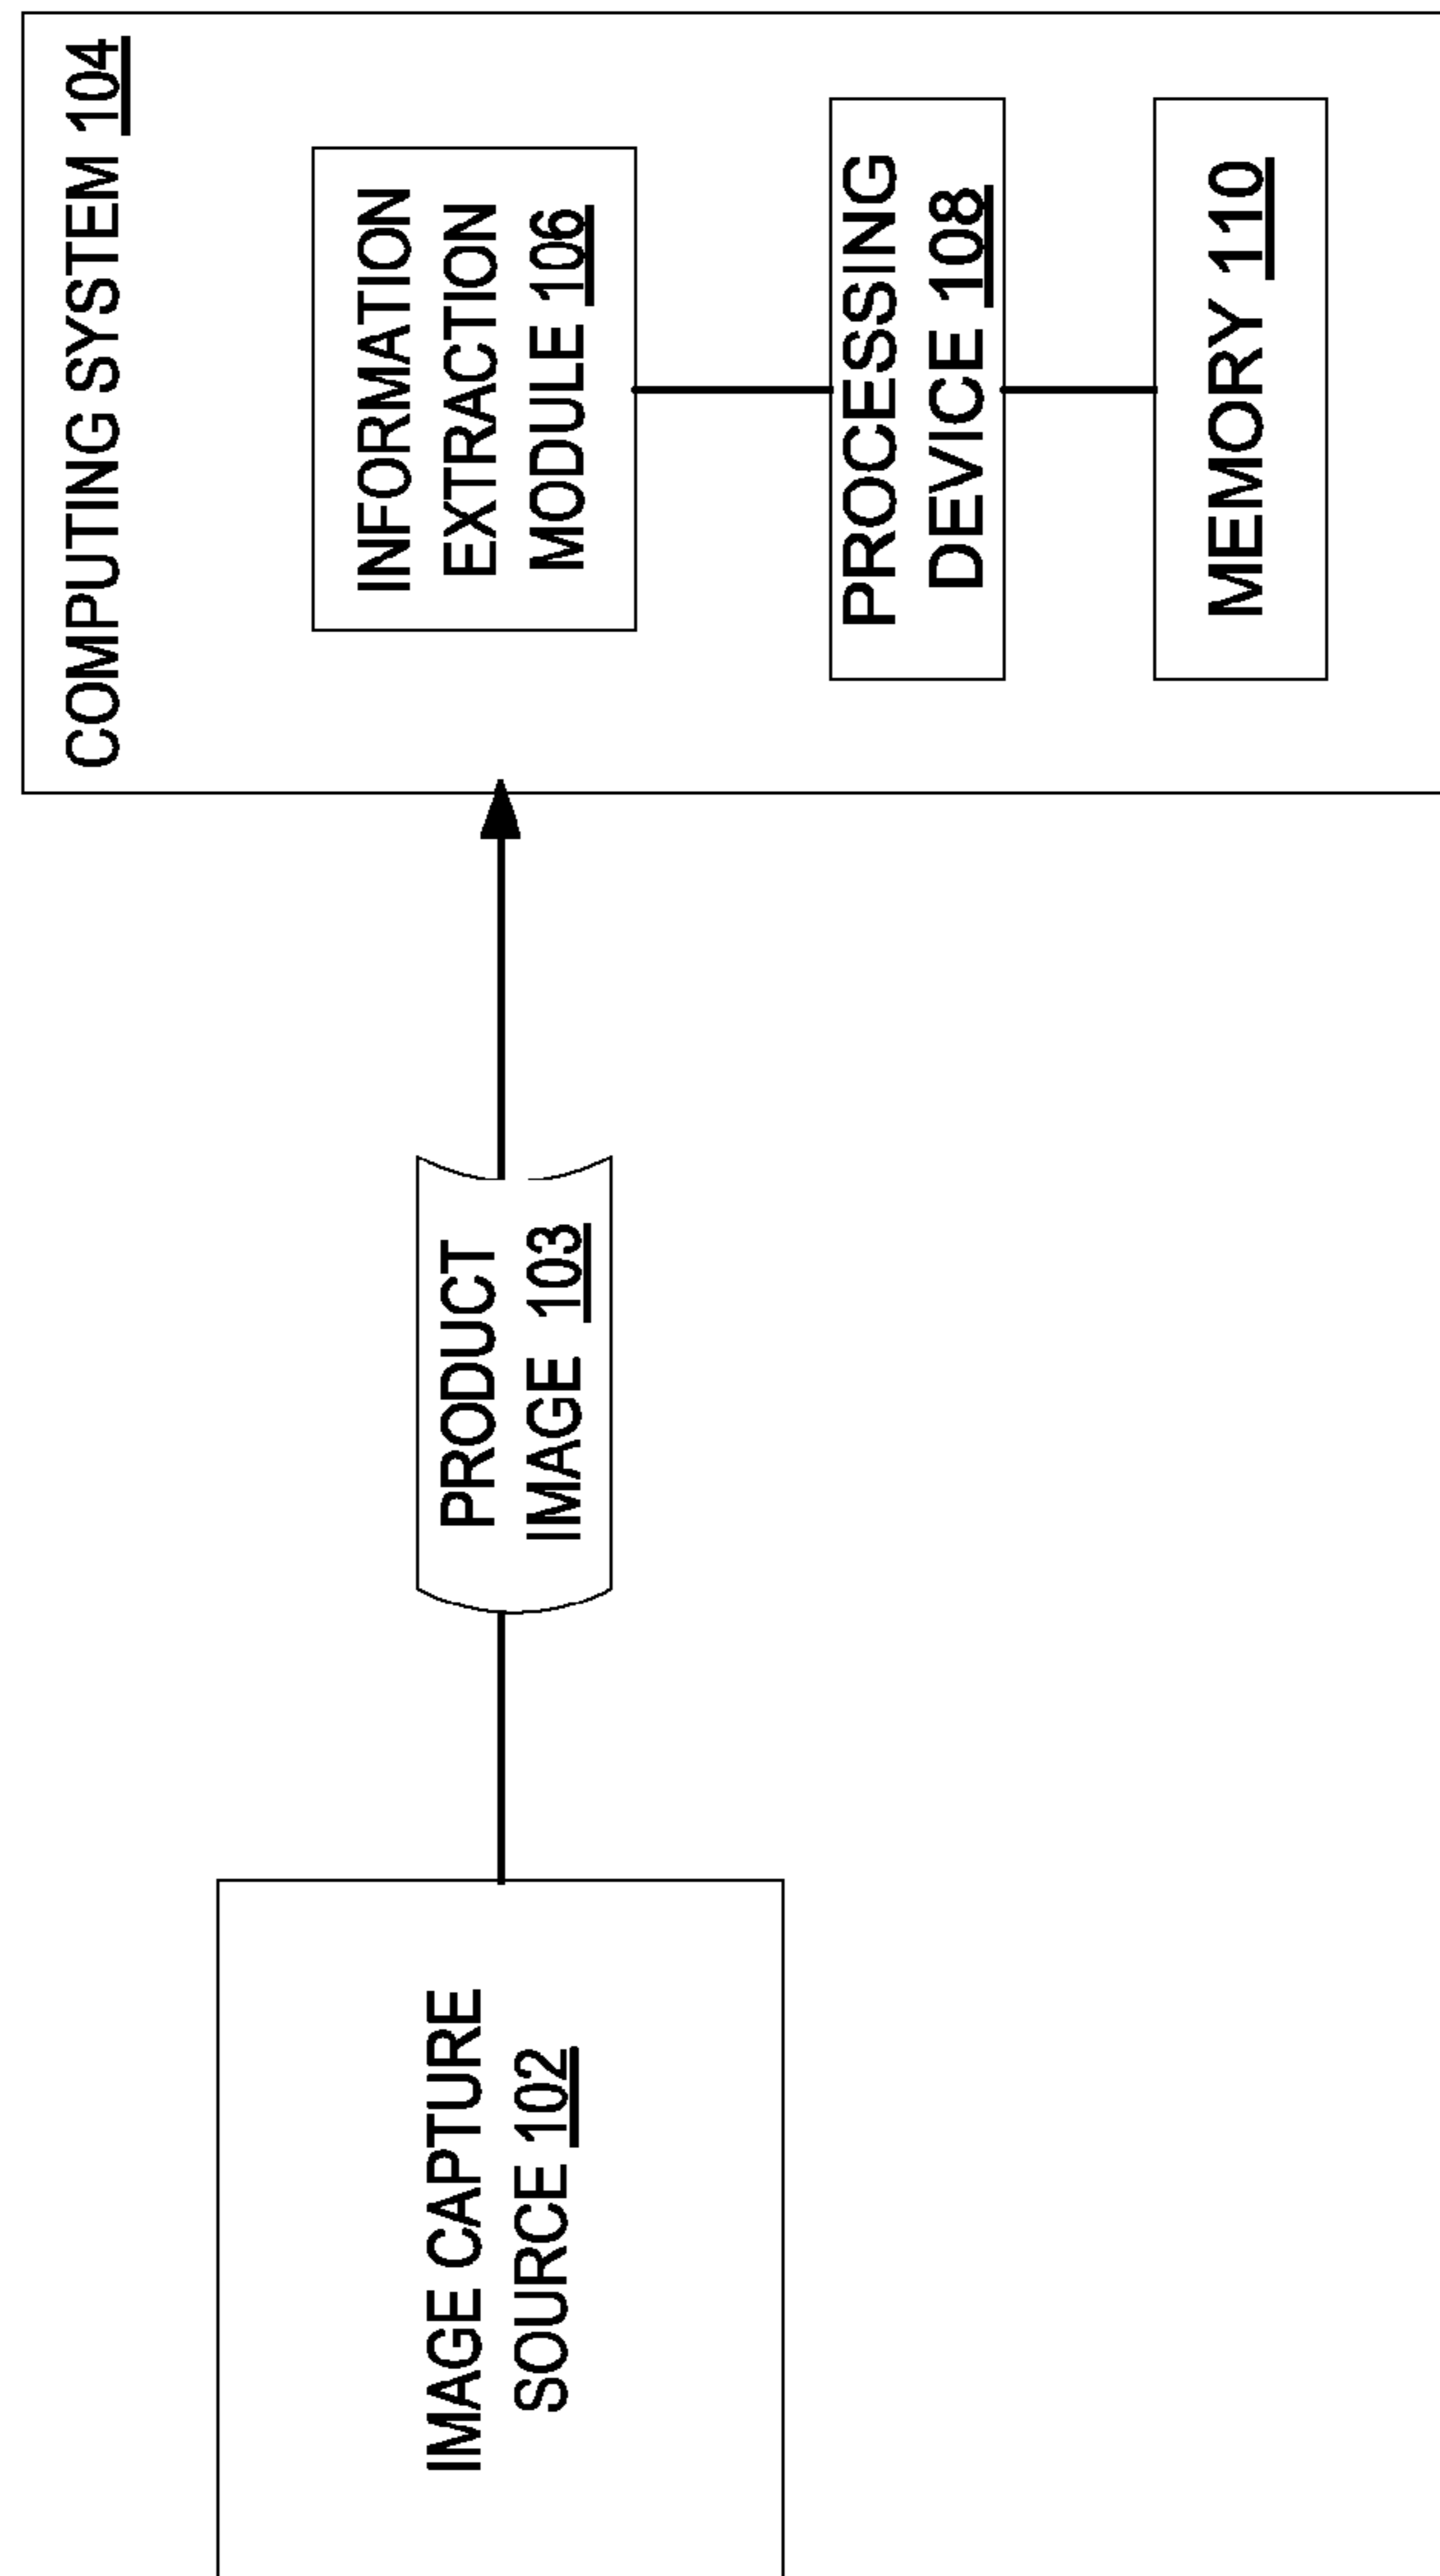 IMAGE CAPTURE
SOURCE 102
PRODUCT
IMAGE 103
COMPUTING SYSTEM 104
INFORMATION
EXTRACTION
MODULE 106
PROCESSING
DEVICE 108
MEMORY 110